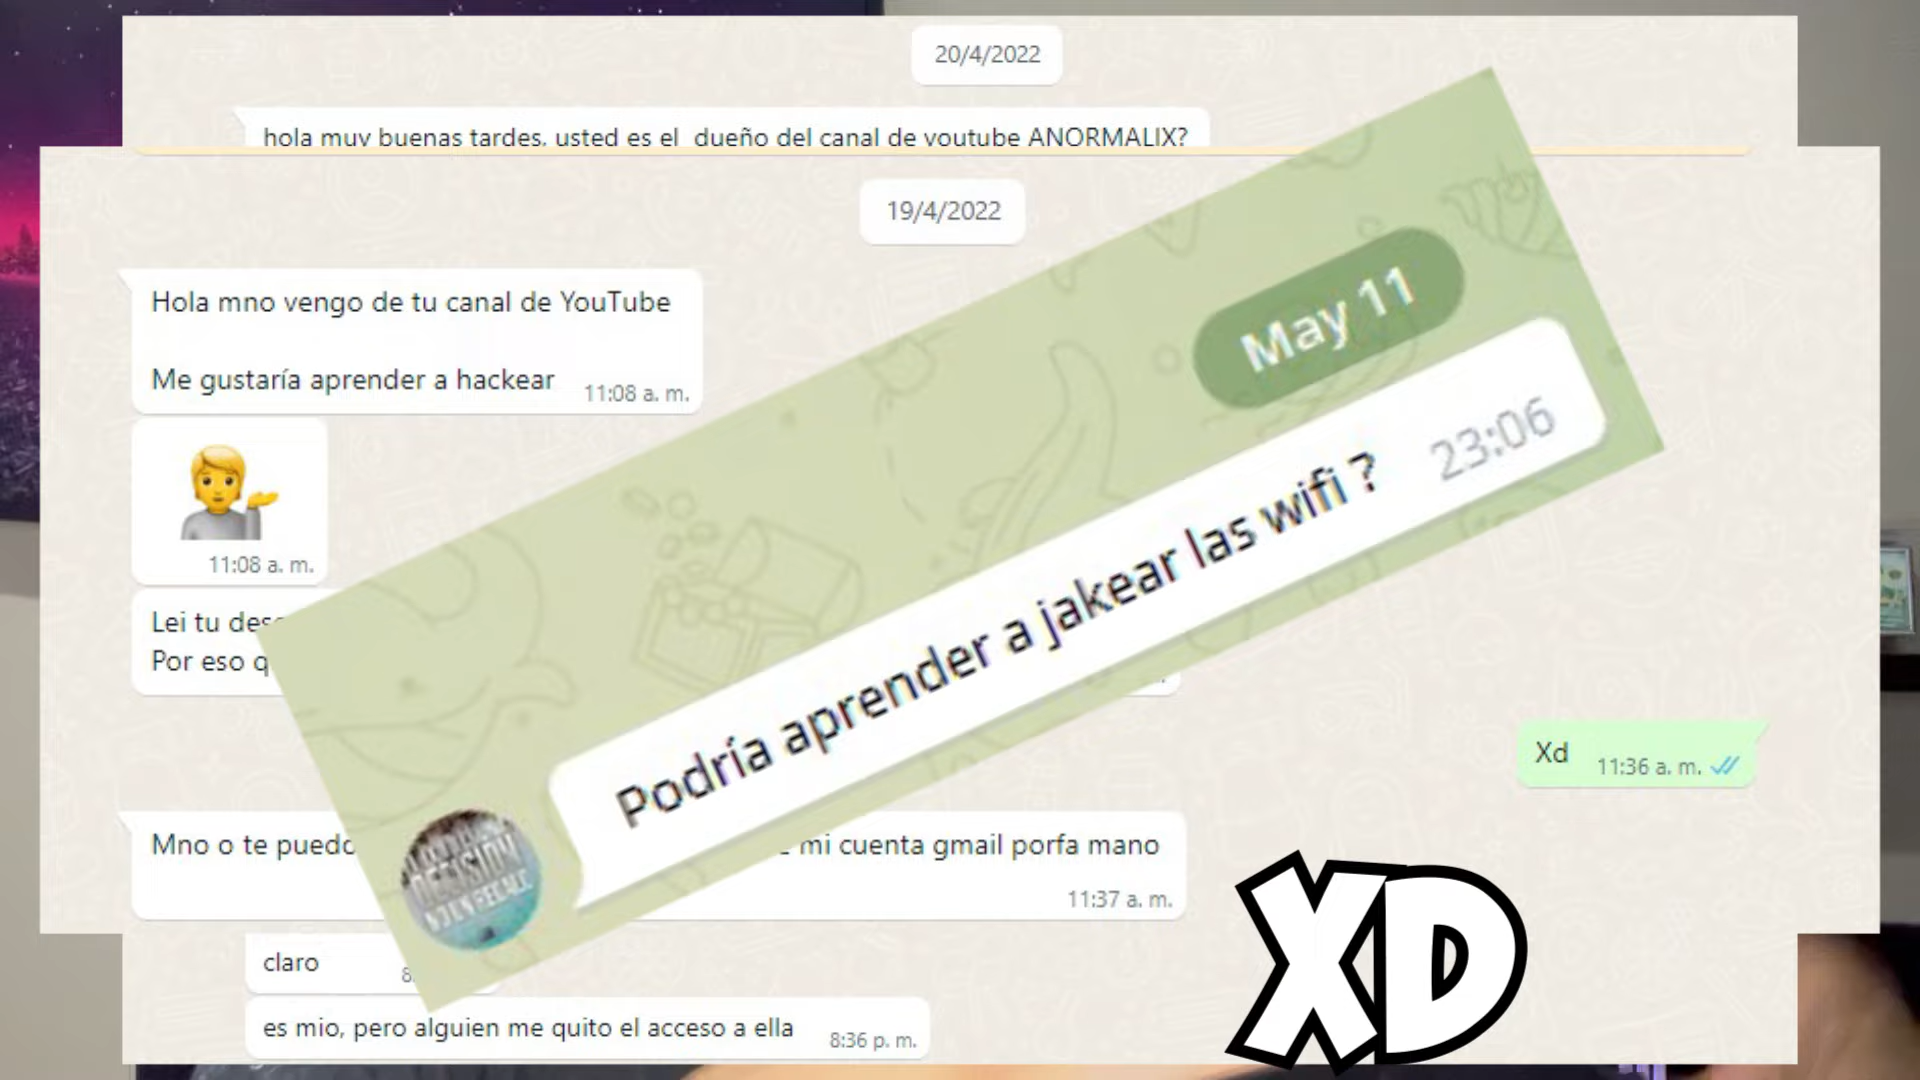 20/4/2022
hola muy buenas tardes, usted es el dueño del canal de youtube ANORMALIX?
19/4/2022
Hola mno vengo de tu canal de YouTube
Me gustaría aprender a hackear 11:08 a. m.
11:08 a. m.
Lei tu
Por eso
May 11
Podría aprender a jakear las wifi ? 23:06
Xd 11:36 a. m.
Mno o te
mi cuenta gmail porfa mano
11:37 a. m.
claro
es mio, pero alguien me quito el acceso a ella 8:36 p. m.
XD